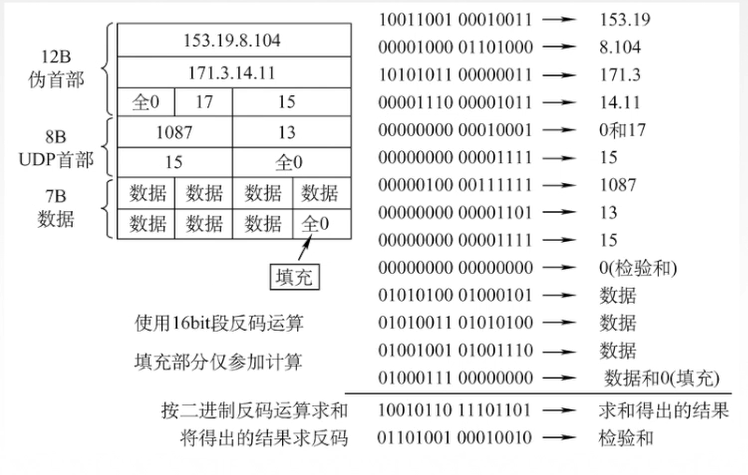 12B
伪首部
153.19.8.104
171.3.14.11
全0 17 15
8B
UDP首部
1087 13
15 全0
7B
数据
数据 数据 数据 数据
数据 数据 数据 全0
填充
使用16bit段反码运算
填充部分仅参加计算
10011001 00010011 → 153.19
00001000 01101000 → 8.104
10101011 00000011 → 171.3
00001110 00001011 → 14.11
00000000 00010001 → 0和17
00000000 00001111 → 15
00000100 00111111 → 1087
00000000 00001101 → 13
00000000 00001111 → 15
00000000 00000000 → 0(检验和)
01010100 01000101 → 数据
01010011 01010100 → 数据
01001001 01001110 → 数据
01000111 00000000 → 数据和0(填充)
按二进制反码运算求和 10010110 11101101 → 求和得出的结果
将得出的结果求反码 01101001 00010010 → 检验和